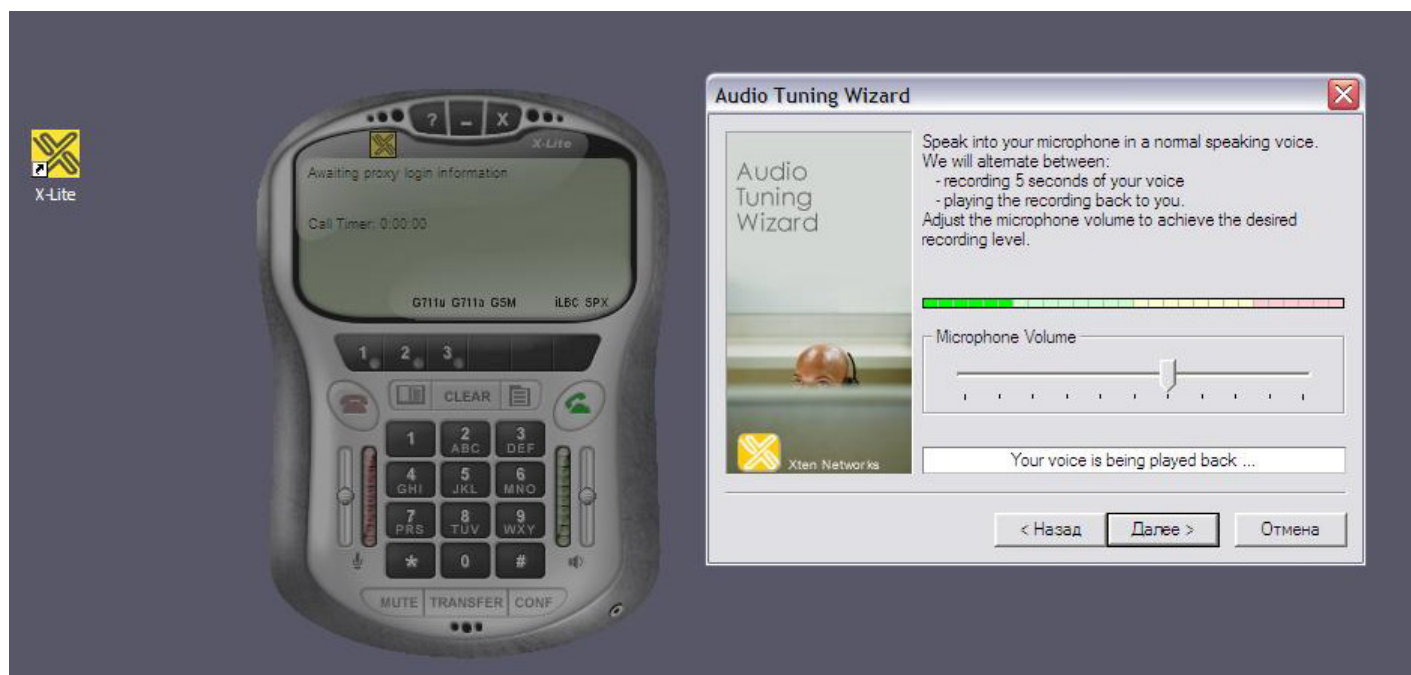 X-Lite
? – X
X-Lite
Awaiting proxy login information
Call Timer: 0:00:00
G711u G711a GSM iLBC SPX
1 2 3
CLEAR
1 2 3
ABC DEF
4 5 6
GHI JKL MNO
7 8 9
PRS TUV WXY
* 0 #
MUTE TRANSFER CONF
Audio Tuning Wizard
Audio
Tuning
Wizard
Xten Networks
Speak into your microphone in a normal speaking voice.
We will alternate between:
- recording 5 seconds of your voice
- playing the recording back to you.
Adjust the microphone volume to achieve the desired
recording level.
Microphone Volume
Your voice is being played back ...
< Назад Далее > Отмена